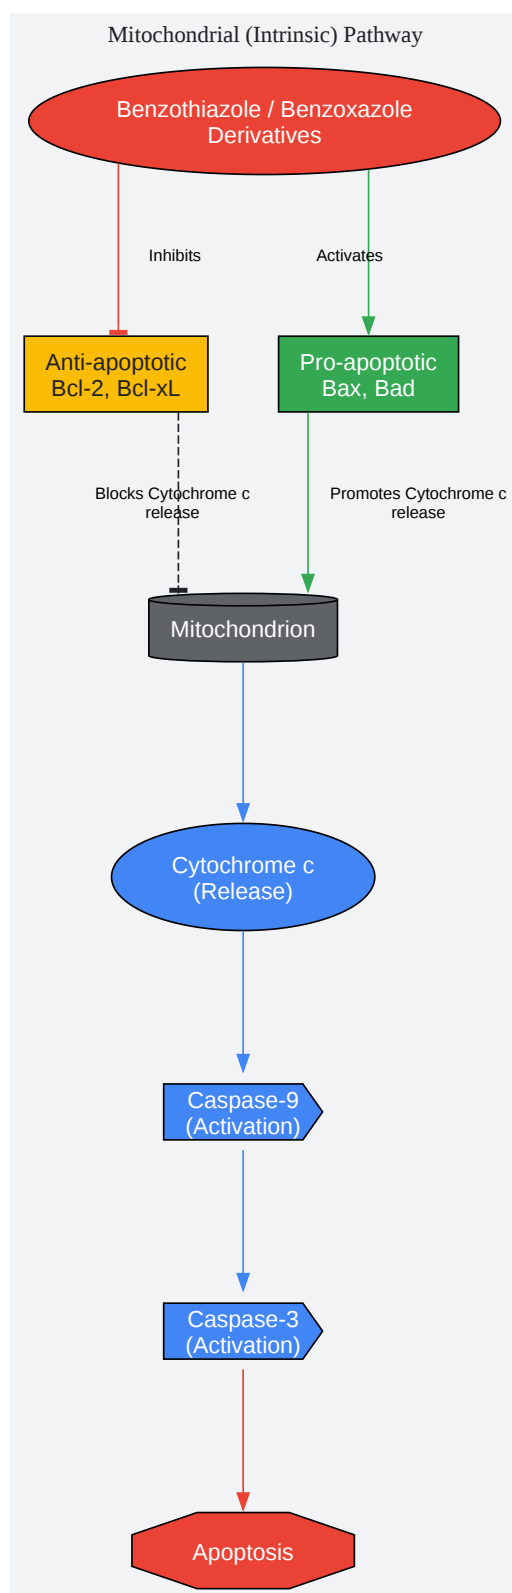 Mitochondrial (Intrinsic) Pathway
Benzothiazole / Benzoxazole
Derivatives
Inhibits
Activates
Anti-apoptotic
Bcl-2, Bcl-xL
Pro-apoptotic
Bax, Bad
Blocks Cytochrome c
release
Promotes Cytochrome c
release
Mitochondrion
Cytochrome c
(Release)
Caspase-9
(Activation)
Caspase-3
(Activation)
Apoptosis